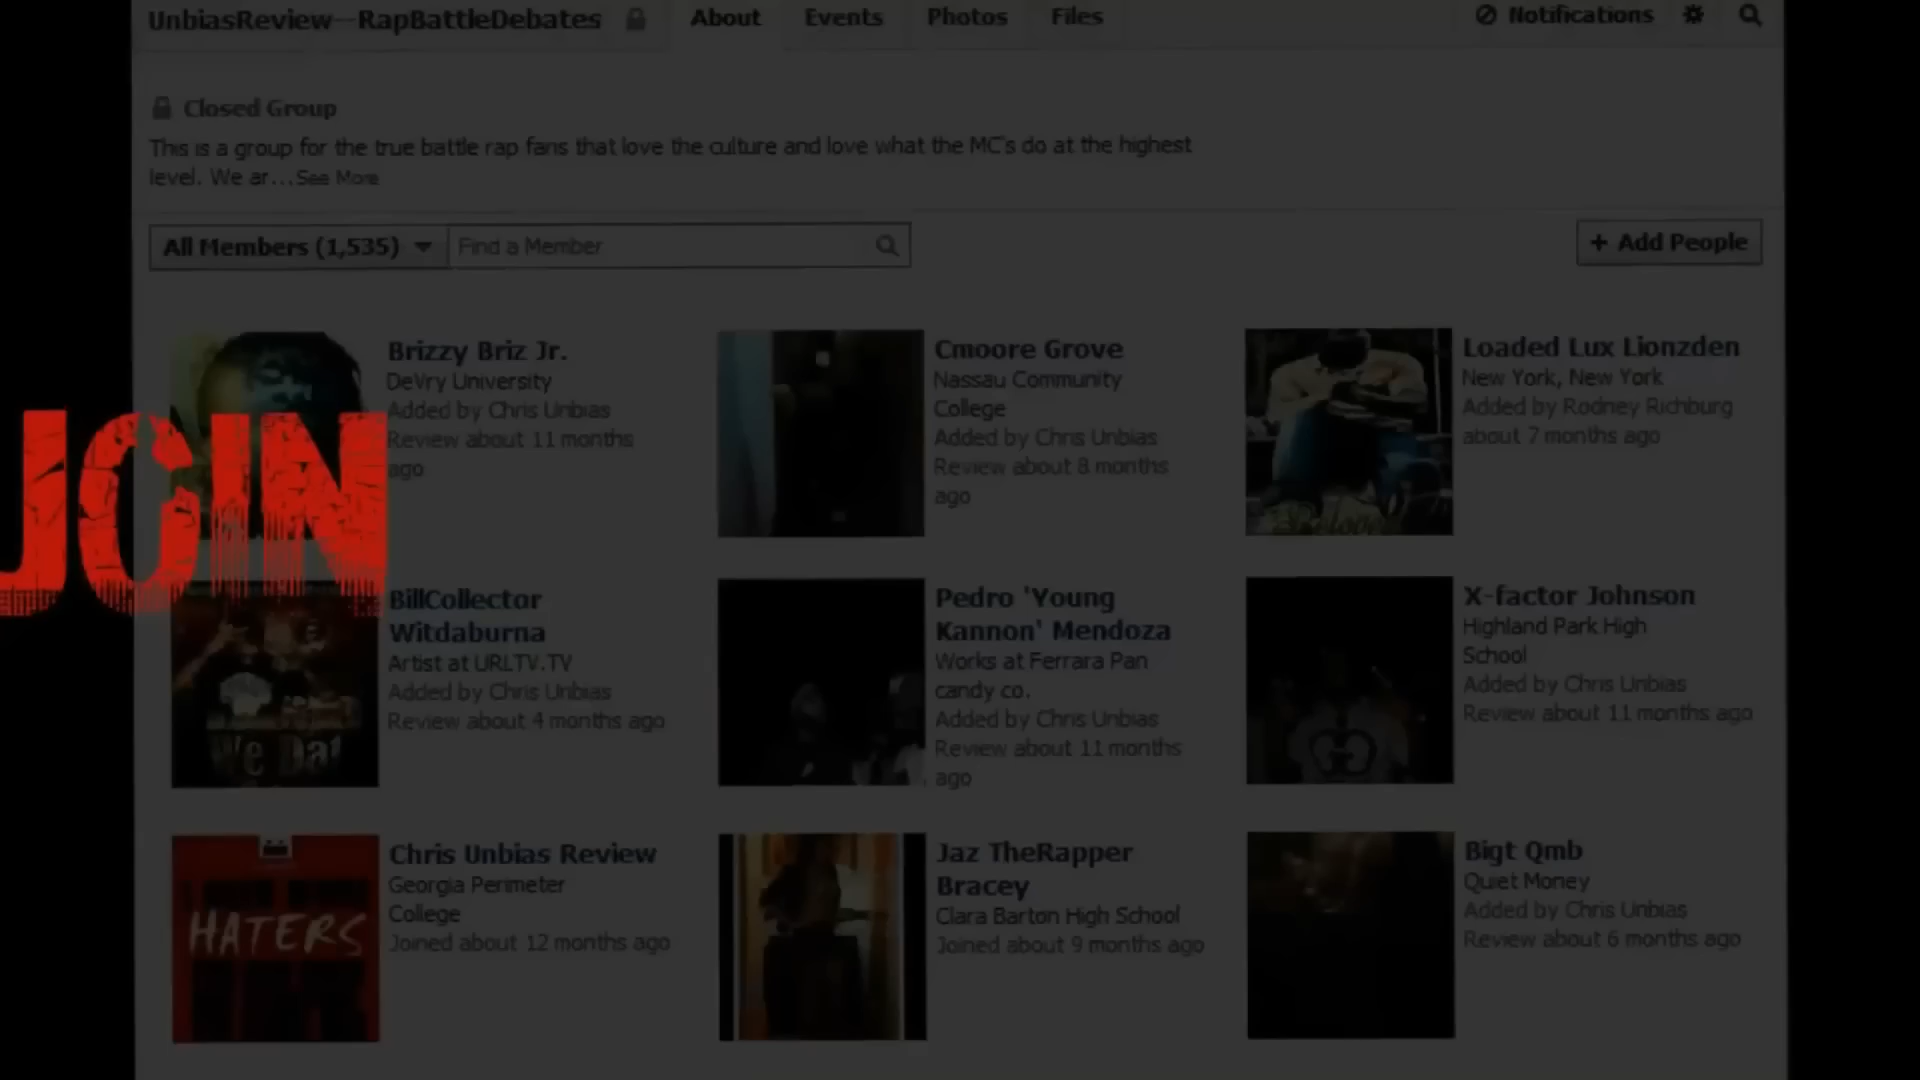 UnbiasReview---RapBattleDebates
About
Events
Photos
Files
Notifications
Closed Group
This is a group for the true battle rap fans that love the culture and love what the MC's do at the highest
level. We ar...See More
All Members (1,535)
Find a Member
+ Add People
Brizzy Briz Jr.
DeVry University
Added by Chris Unbias
Review about 11 months
ago
Cmoore Grove
Nassau Community
College
Added by Chris Unbias
Review about 8 months
ago
Loaded Lux Lionzden
New York, New York
Added by Rodney Richburg
about 7 months ago
JOIN
BillCollector
Witdaburna
Artist at URLTV.TV
Added by Chris Unbias
Review about 4 months ago
We Dat
Pedro 'Young
Kannon' Mendoza
Works at Ferrara Pan
candy co.
Added by Chris Unbias
Review about 11 months
ago
X-factor Johnson
Highland Park High
School
Added by Chris Unbias
Review about 11 months ago
HATERS
Chris Unbias Review
Georgia Perimeter
College
Joined about 12 months ago
Jaz TheRapper
Bracey
Clara Barton High School
Joined about 9 months ago
Bigt Qmb
Quiet Money
Added by Chris Unbias
Review about 6 months ago